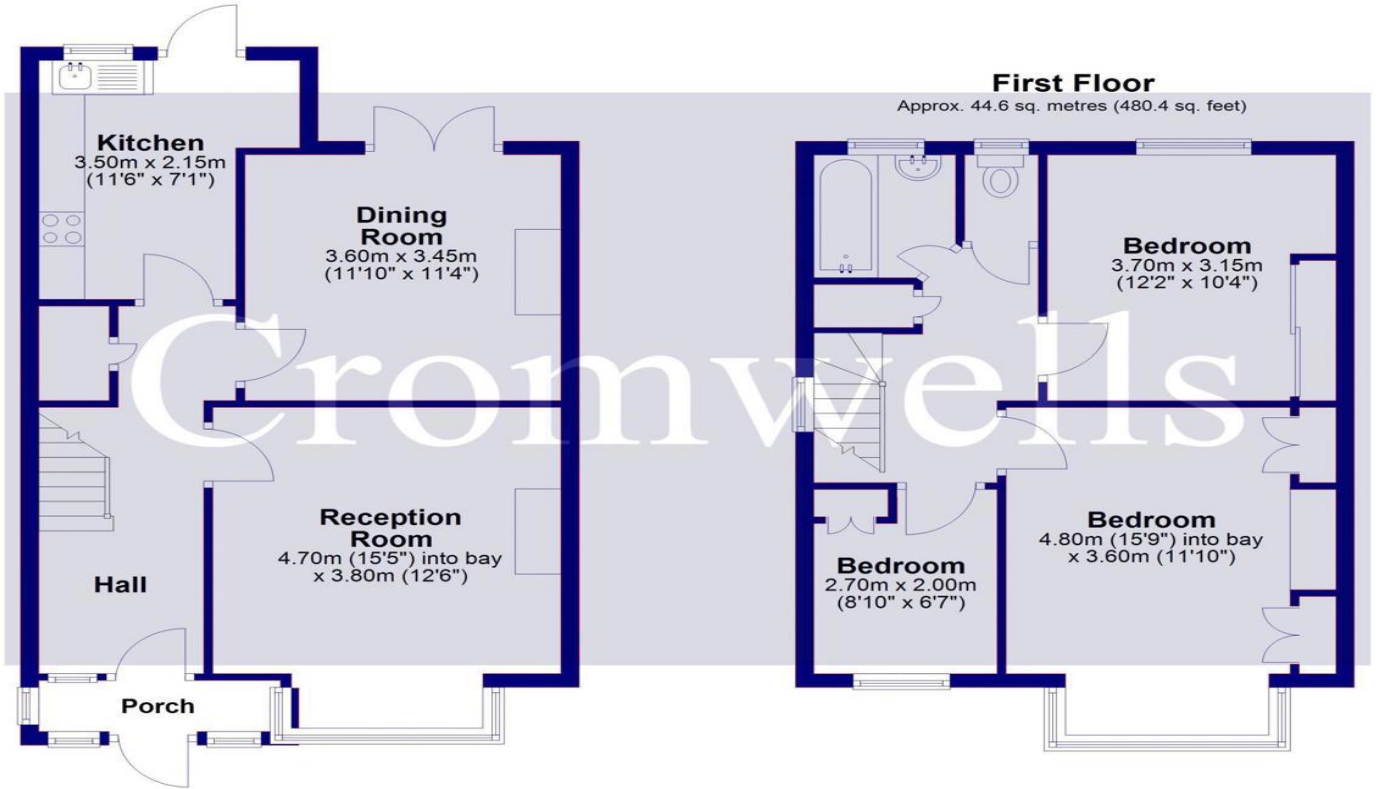 First Floor
Approx. 44.6 sq. metres (480.4 sq. feet)
Kitchen
3.50m x 2.15m
(11'6" x 7'1")
Dining
Room
3.60m x 3.45m
(11'10" x 11'4")
Bedroom
3.70m x 3.15m
(12'2" x 10'4")
Cromwells
Reception
Room
4.70m (15'5") into bay
x 3.80m (12'6")
Hall
Porch
Bedroom
2.70m x 2.00m
(8'10" x 6'7")
Bedroom
4.80m (15'9") into bay
x 3.60m (11'10")